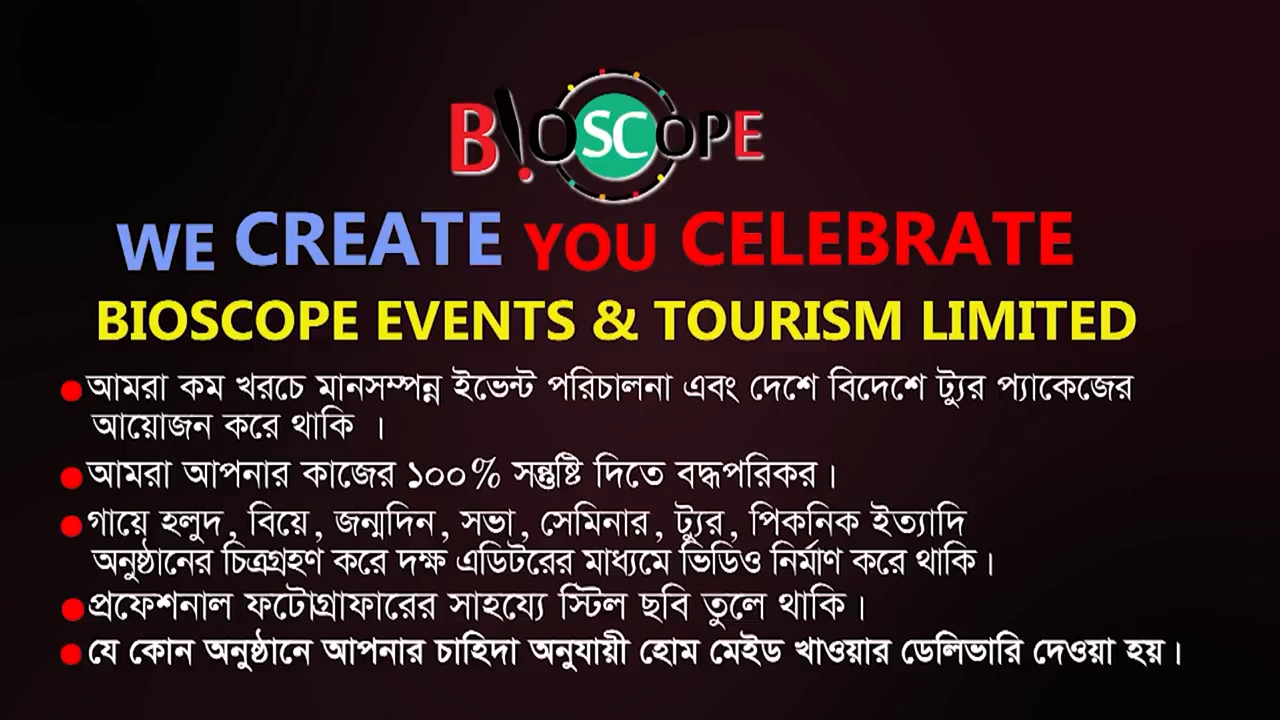 BIOSCOPE
WE CREATE YOU CELEBRATE
BIOSCOPE EVENTS & TOURISM LIMITED
আমরা কম খরচে মানসম্পন্ন ইভেন্ট পরিচালনা এবং দেশে বিদেশে ট্যুর প্যাকেজের
আয়োজন করে থাকি ।
আমরা আপনার কাজের ১০০% সন্তুষ্টি দিতে বদ্ধপরিকর।
গায়ে হলুদ, বিয়ে, জন্মদিন, সভা, সেমিনার, ট্যুর, পিকনিক ইত্যাদি
অনুষ্ঠানের চিত্রগ্রহণ করে দক্ষ এডিটরের মাধ্যমে ভিডিও নির্মাণ করে থাকি।
প্রফেশনাল ফটোগ্রাফারের সাহয্যে স্টিল ছবি তুলে থাকি।
যে কোন অনুষ্ঠানে আপনার চাহিদা অনুযায়ী হোম মেইড খাওয়ার ডেলিভারি দেওয়া হয়।